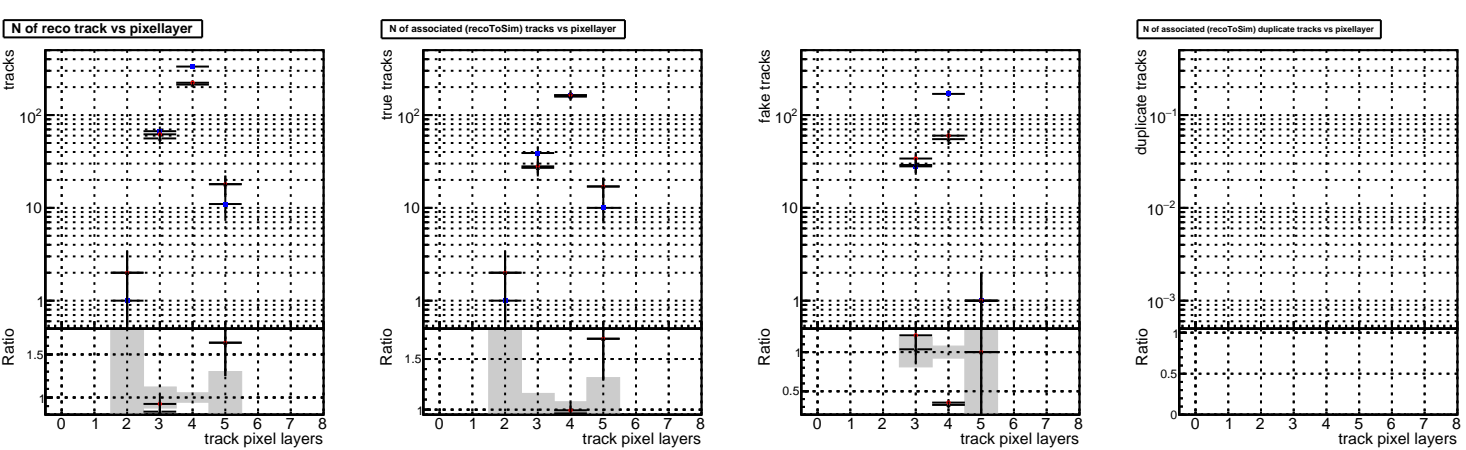 N of reco track vs pixellayer
tracks
10²
10
1
Ratio
1.5
1
0 1 2 3 4 5 6 7 8
track pixel layers
N of associated (recoToSim) tracks vs pixellayer
true tracks
10²
10
1
Ratio
1.5
1
0 1 2 3 4 5 6 7 8
track pixel layers
fake tracks
10²
10
1
Ratio
1
0.5
0 1 2 3 4 5 6 7 8
track pixel layers
N of associated (recoToSim) duplicate tracks vs pixellayer
duplicate tracks
10⁻¹
10⁻²
10⁻³
Ratio
1
0.5
0
0 1 2 3 4 5 6 7 8
track pixel layers